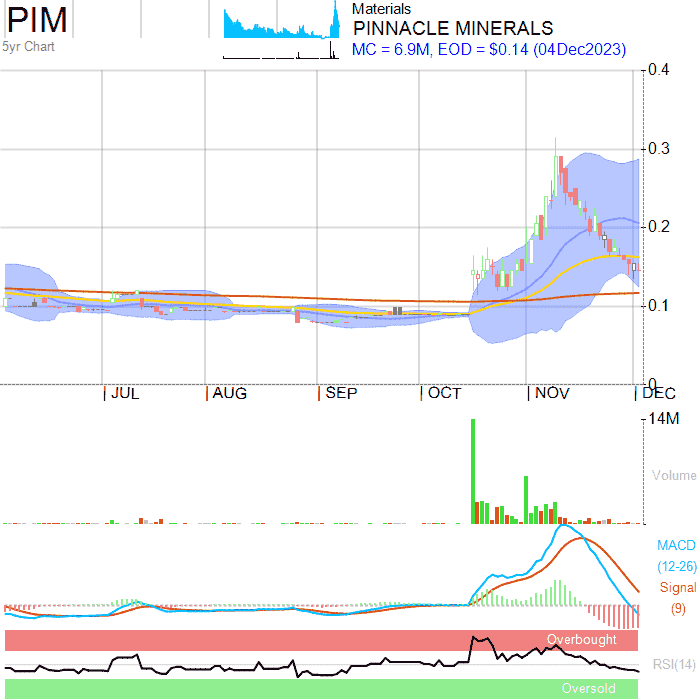 PIM
5yr Chart
Materials
PINNACLE MINERALS
MC = 6.9M, EOD = $0.14 (04Dec2023)
0.4
0.3
0.2
0.1
0
JUL AUG SEP OCT NOV DEC
14M
Volume
MACD
(12-26)
Signal
(9)
Overbought
RSI(14)
Oversold